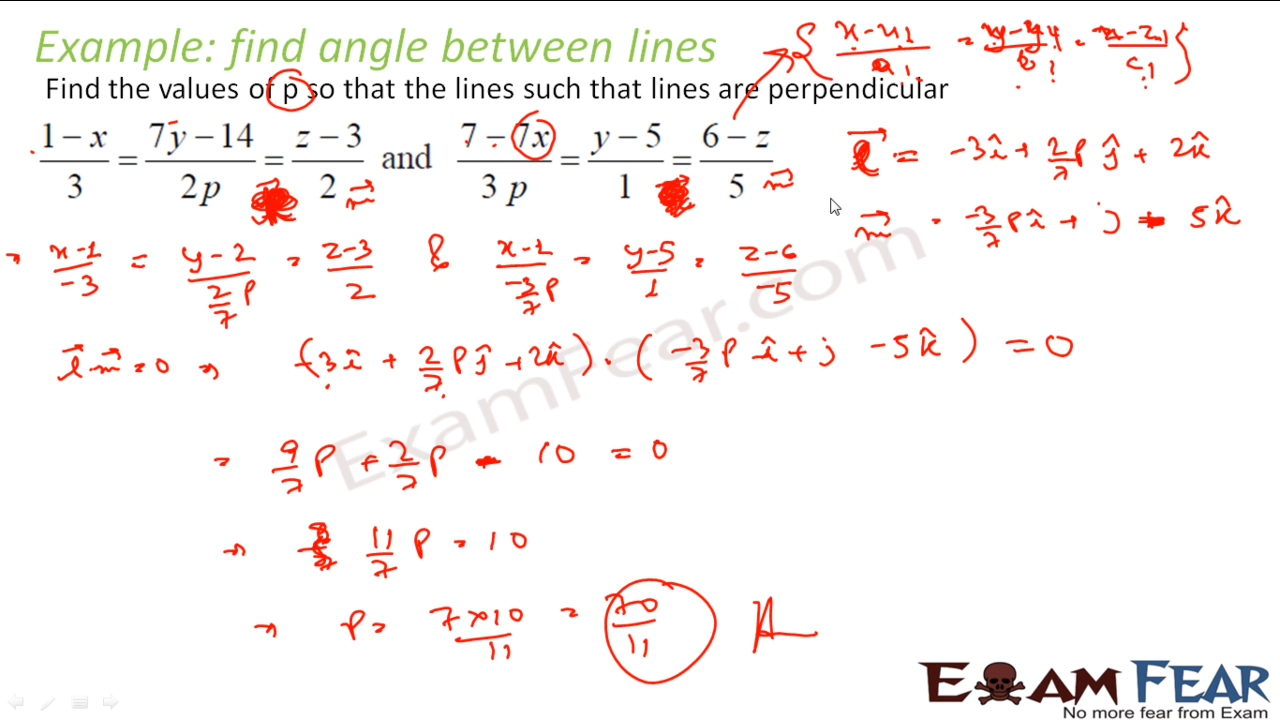 Example: find angle between lines
{ x-x₁/a₁ = y-y₁/b₁ = z-z₁/c₁ }
Find the values of p so that the lines such that lines are perpendicular
1−x/3 = 7y−14/2p = z−3/2 and 7−7x/3p = y−5/1 = 6−z/5
m m
l = -3î + 2/7 p ĵ + 2k̂
m = -3/7 pî + j - 5k̂
⇒ x-1/-3 = y-2/(2/7 p) = z-3/2 & x-1/(-3/7 p) = y-5/1 = z-6/-5
l m = 0 ⇒ (-3î + 2/7 p ĵ + 2k̂) . (-3/7 p î + j - 5k̂) = 0
= 9/7 p + 2/7 p - 10 = 0
⇒ 11/7 p = 10
⇒ p = 7×10/11 = 70/11 A
ExamFear.com
EXAM FEAR
No more fear from Exam